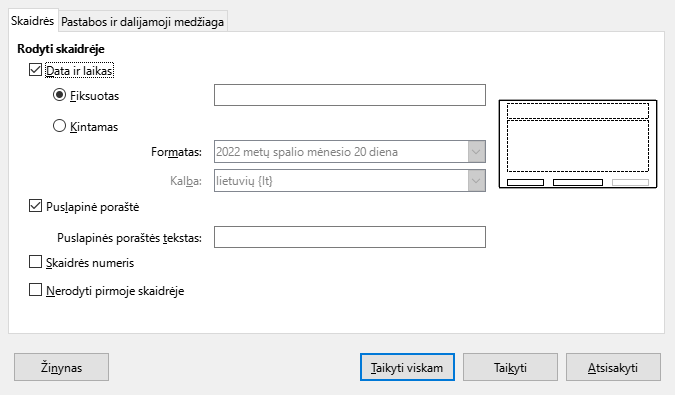 Skaidrės
Pastabos ir dalijamoji medžiaga
Rodyti skaidrėje
Data ir laikas
Fiksuotas
Kintamas
Formatas:
2022 metų spalio mėnesio 20 diena
Kalba:
lietuvių {lt}
Puslapinė poraštė
Puslapinės poraštės tekstas:
Skaidrės numeris
Nerodyti pirmoje skaidrėje
Žinynas
Taikyti viskam
Taikyti
Atsisakyti